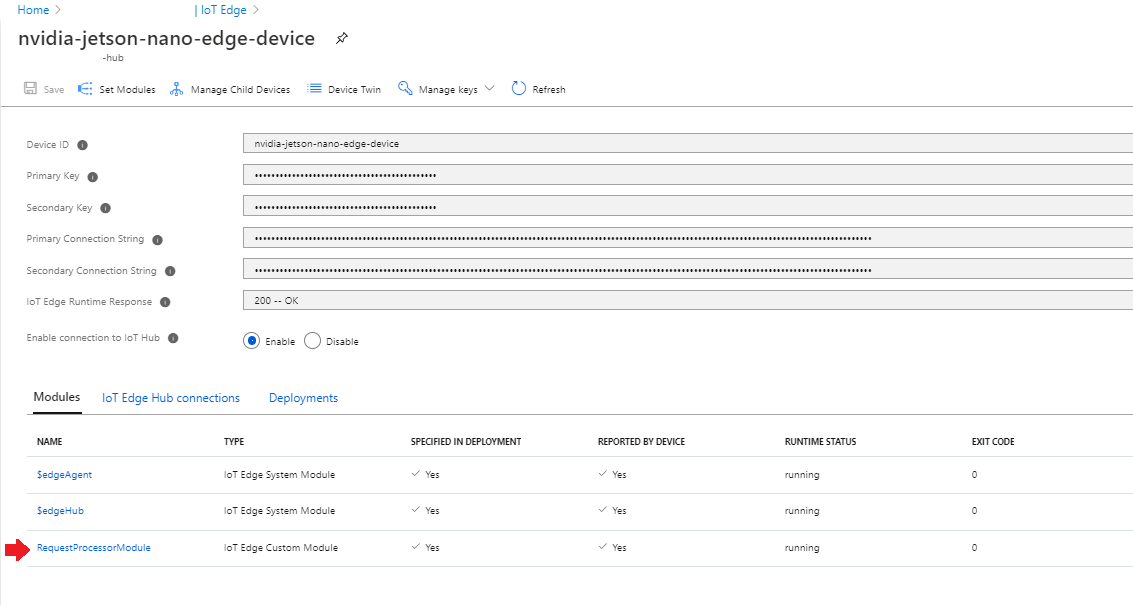 Home > | IoT Edge >
nvidia-jetson-nano-edge-device
-hub
Save Set Modules Manage Child Devices Device Twin Manage keys Refresh
Device ID nvidia-jetson-nano-edge-device
Primary Key ••••••••••••••••••••••••••••••••••••••••••••
Secondary Key ••••••••••••••••••••••••••••••••••••••••••••
Primary Connection String
Secondary Connection String
IoT Edge Runtime Response 200 -- OK
Enable connection to IoT Hub Enable Disable
Modules IoT Edge Hub connections Deployments
NAME TYPE SPECIFIED IN DEPLOYMENT REPORTED BY DEVICE RUNTIME STATUS EXIT CODE
$edgeAgent IoT Edge System Module Yes Yes running 0
$edgeHub IoT Edge System Module Yes Yes running 0
RequestProcessorModule IoT Edge Custom Module Yes Yes running 0